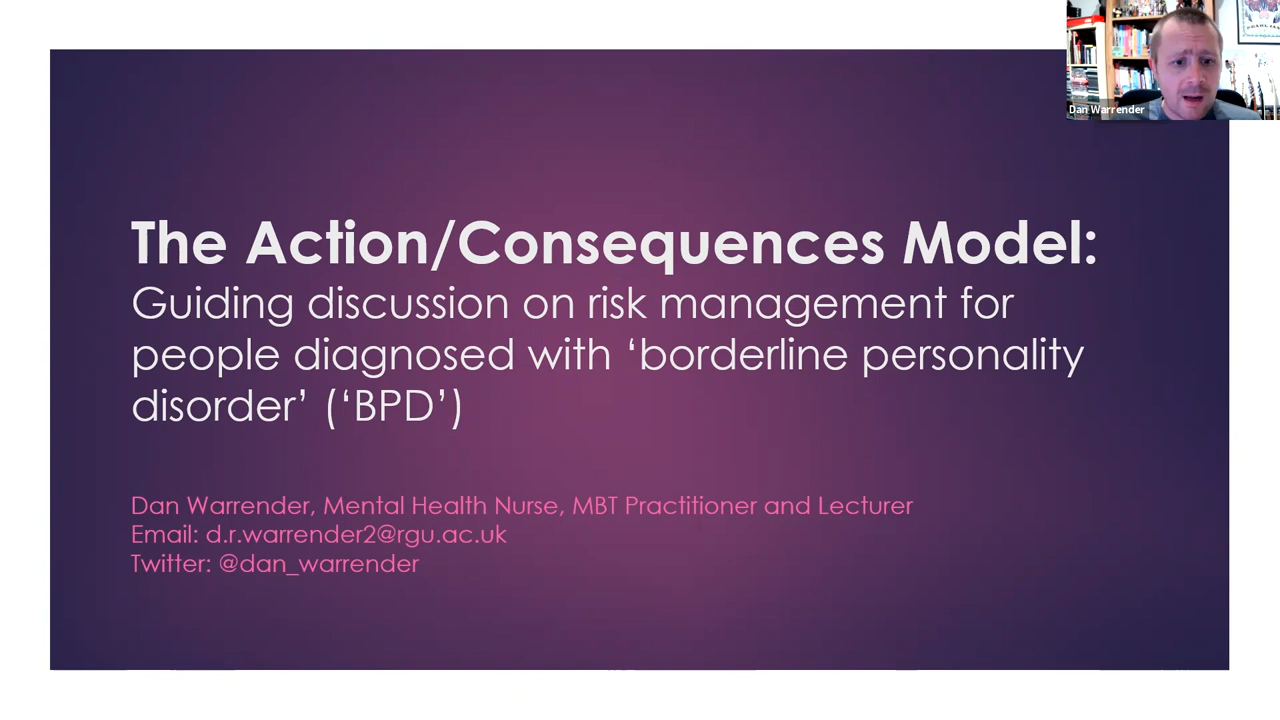 The Action/Consequences Model:
Guiding discussion on risk management for
people diagnosed with ‘borderline personality
disorder’ (‘BPD’)
Dan Warrender, Mental Health Nurse, MBT Practitioner and Lecturer
Email: d.r.warrender2@rgu.ac.uk
Twitter: @dan_warrender
Dan Warrender